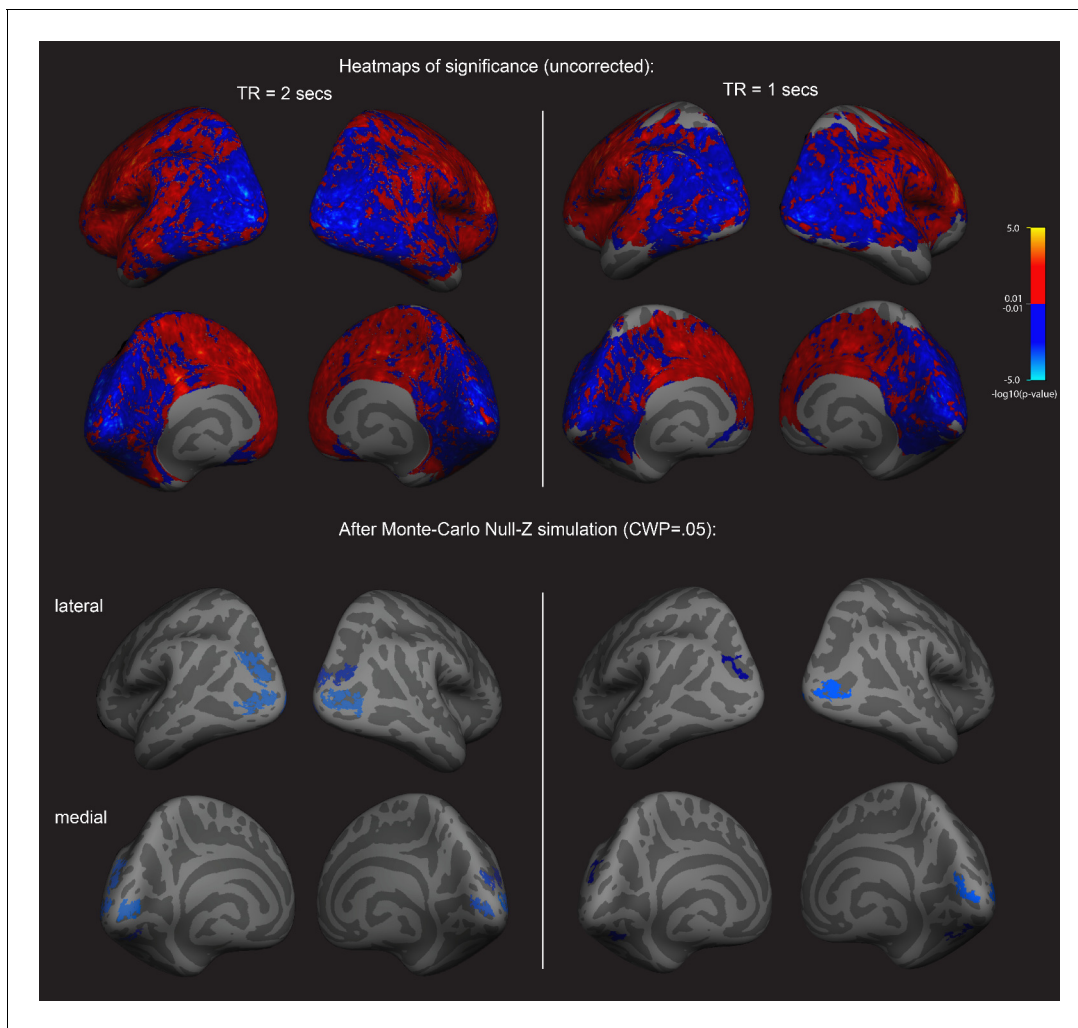 Heatmaps of significance (uncorrected):
TR = 2 secs
TR = 1 secs
5.0
0.01
-0.01
-5.0
-log10(p-value)
After Monte-Carlo Null-Z simulation (CWP=.05):
lateral
medial